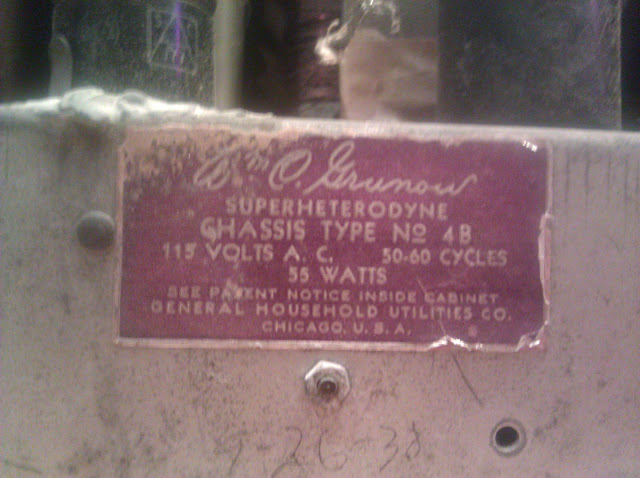 Wm C. Grunow
SUPERHETERODYNE
CHASSIS TYPE No 4B
115 VOLTS A. C. 50-60 CYCLES
55 WATTS
SEE PATENT NOTICE INSIDE CABINET
GENERAL HOUSEHOLD UTILITIES CO.
CHICAGO, U. S. A.
-26-38